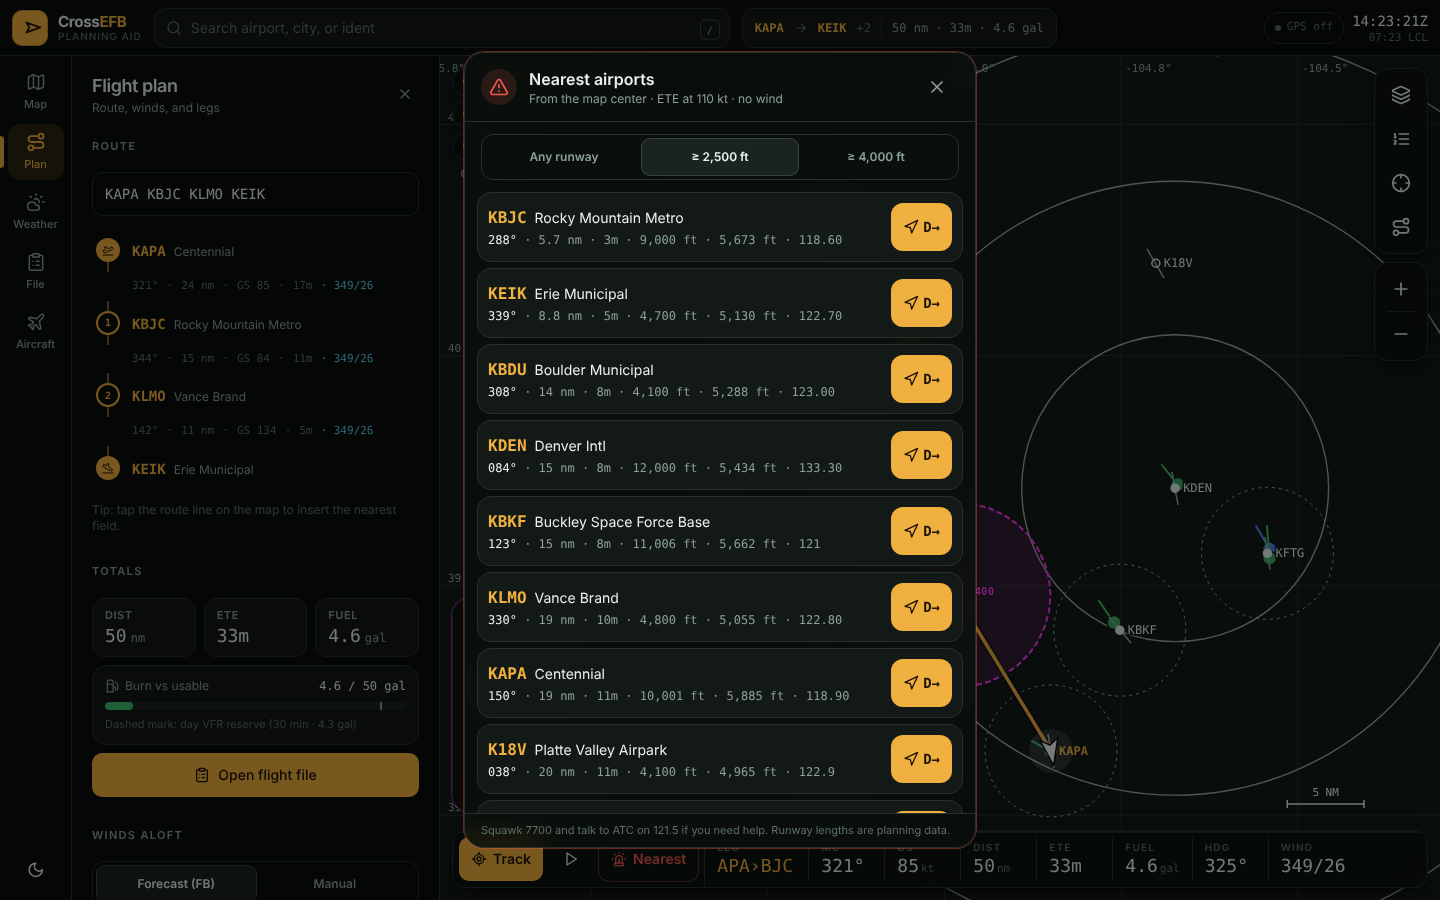 CrossEFB
PLANNING AID
Search airport, city, or ident /
KAPA → KEIK +2 50 nm · 33m · 4.6 gal
GPS off
14:23:21Z
07:23 LCL
Map
Plan
Weather
File
Aircraft
Flight plan
Route, winds, and legs
ROUTE
KAPA KBJC KLMO KEIK
KAPA Centennial
321° · 24 nm · GS 85 · 17m · 349/26
1 KBJC Rocky Mountain Metro
344° · 15 nm · GS 84 · 11m · 349/26
2 KLMO Vance Brand
142° · 11 nm · GS 134 · 5m · 349/26
KEIK Erie Municipal
Tip: tap the route line on the map to insert the nearest
field.
TOTALS
DIST ETE FUEL
50 nm 33m 4.6 gal
Burn vs usable 4.6 / 50 gal
Dashed mark: day VFR reserve (30 min · 4.3 gal)
Open flight file
WINDS ALOFT
Forecast (FB) Manual
Nearest airports
From the map center · ETE at 110 kt · no wind
Any runway ≥ 2,500 ft ≥ 4,000 ft
KBJC Rocky Mountain Metro
288° · 5.7 nm · 3m · 9,000 ft · 5,673 ft · 118.60
D→
KEIK Erie Municipal
339° · 8.8 nm · 5m · 4,700 ft · 5,130 ft · 122.70
D→
KBDU Boulder Municipal
308° · 14 nm · 8m · 4,100 ft · 5,288 ft · 123.00
D→
KDEN Denver Intl
084° · 15 nm · 8m · 12,000 ft · 5,434 ft · 133.30
D→
KBKF Buckley Space Force Base
123° · 15 nm · 8m · 11,006 ft · 5,662 ft · 121
D→
KLMO Vance Brand
330° · 19 nm · 10m · 4,800 ft · 5,055 ft · 122.80
D→
KAPA Centennial
150° · 19 nm · 11m · 10,001 ft · 5,885 ft · 118.90
D→
K18V Platte Valley Airpark
038° · 20 nm · 11m · 4,100 ft · 4,965 ft · 122.9
D→
Squawk 7700 and talk to ATC on 121.5 if you need help. Runway lengths are planning data.
-104.8°
-104.5°
K18V
KDEN
KFTG
KBKF
KAPA
5 NM
Track
Nearest
APA›BJC
321°
85 kt
DIST
50 nm
ETE
33m
FUEL
4.6 gal
HDG
325°
WIND
349/26